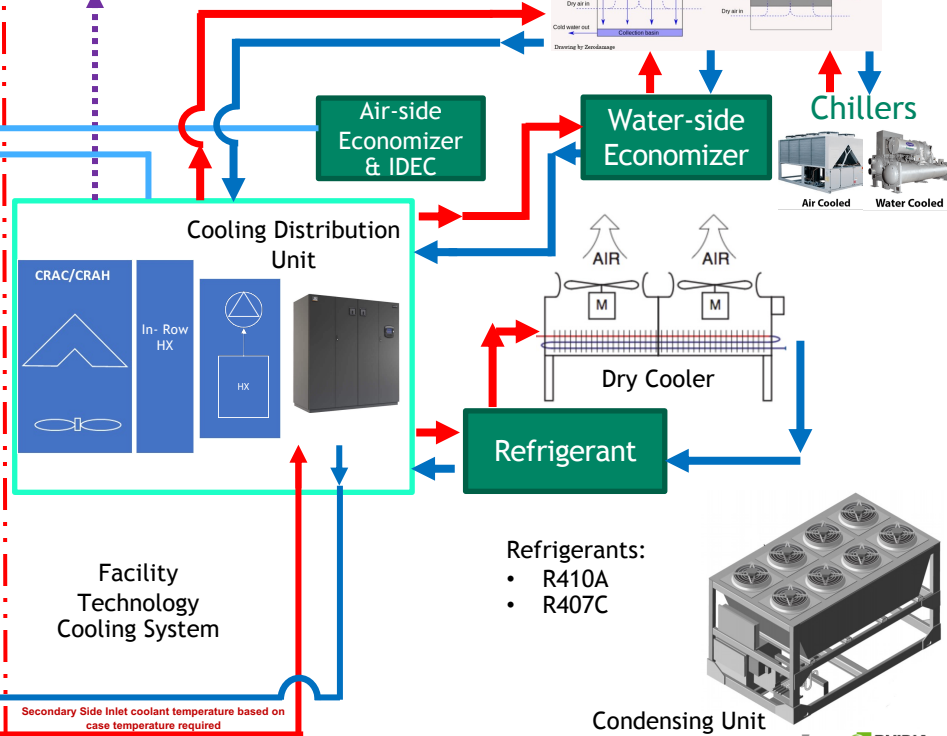 Dry air in
Dry air in
Cold water out
Collection basin
Drawing by Zerodamage
Air-side
Economizer
& IDEC
Water-side
Economizer
Chillers
Air Cooled
Water Cooled
Cooling Distribution
Unit
CRAC/CRAH
In- Row
HX
HX
AIR
AIR
M
M
Dry Cooler
Refrigerant
Refrigerants:
• R410A
• R407C
Facility
Technology
Cooling System
Secondary Side Inlet coolant temperature based on
case temperature required
Condensing Unit